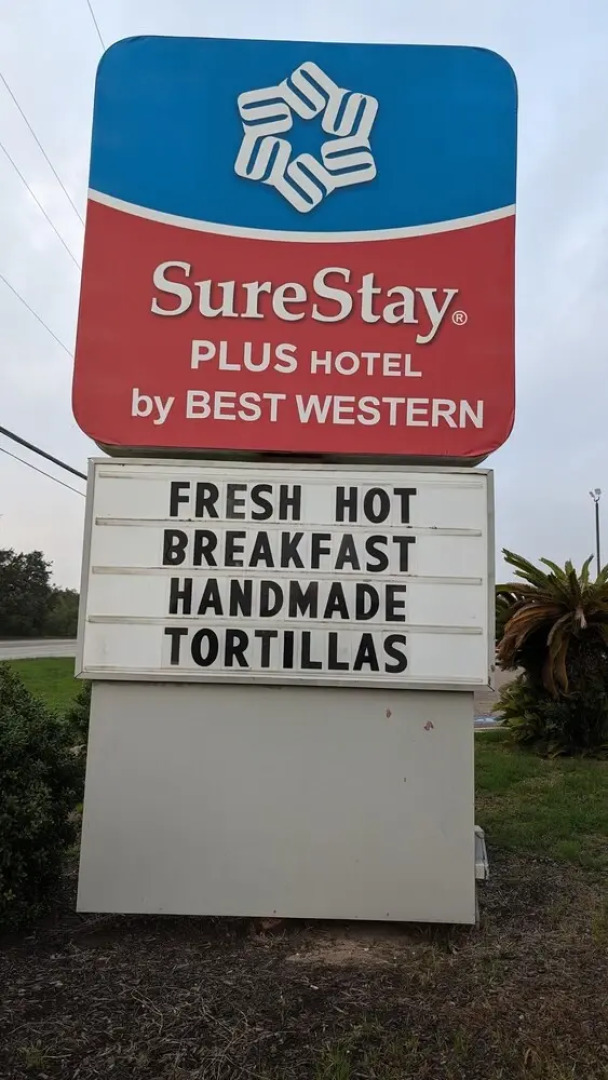 SureStay®
PLUS HOTEL
by BEST WESTERN
FRESH HOT
BREAKFAST
HANDMADE
TORTILLAS